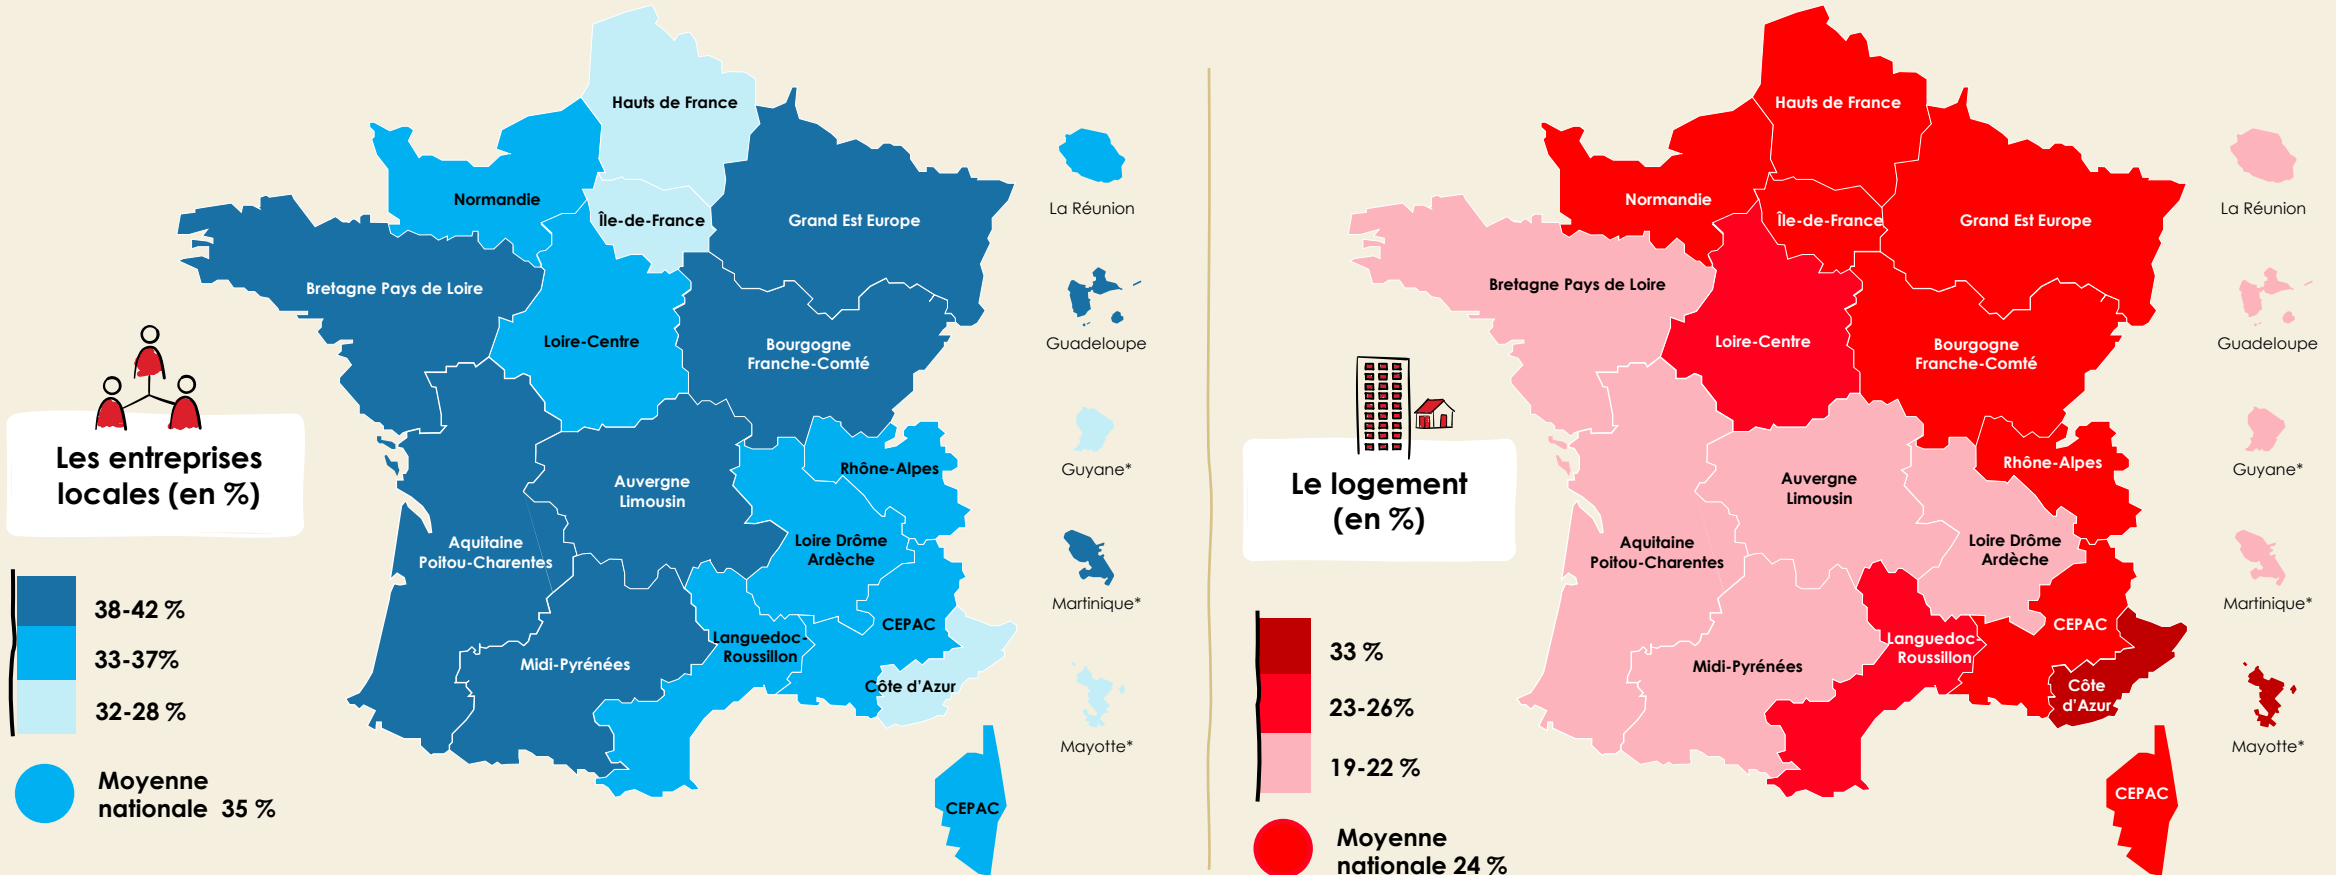 Hauts de France
Normandie
Île-de-France
Grand Est Europe
Bretagne Pays de Loire
Loire-Centre
Bourgogne
Franche-Comté
Auvergne
Limousin
Rhône-Alpes
Aquitaine
Poitou-Charentes
Loire Drôme
Ardèche
CEPAC
Languedoc-
Roussillon
Midi-Pyrénées
Côte d'Azur
CEPAC
La Réunion
Guadeloupe
Guyane*
Martinique*
Mayotte*
Les entreprises
locales (en %)
38-42 %
33-37%
32-28 %
Moyenne
nationale 35 %
Hauts de France
Normandie
Île-de-France
Grand Est Europe
Bretagne Pays de Loire
Loire-Centre
Bourgogne
Franche-Comté
Rhône-Alpes
Auvergne
Limousin
Aquitaine
Poitou-Charentes
Loire Drôme
Ardèche
CEPAC
Languedoc-
Roussillon
Midi-Pyrénées
Côte
d'Azur
CEPAC
La Réunion
Guadeloupe
Guyane*
Martinique*
Mayotte*
Le logement
(en %)
33 %
23-26%
19-22 %
Moyenne
nationale 24 %